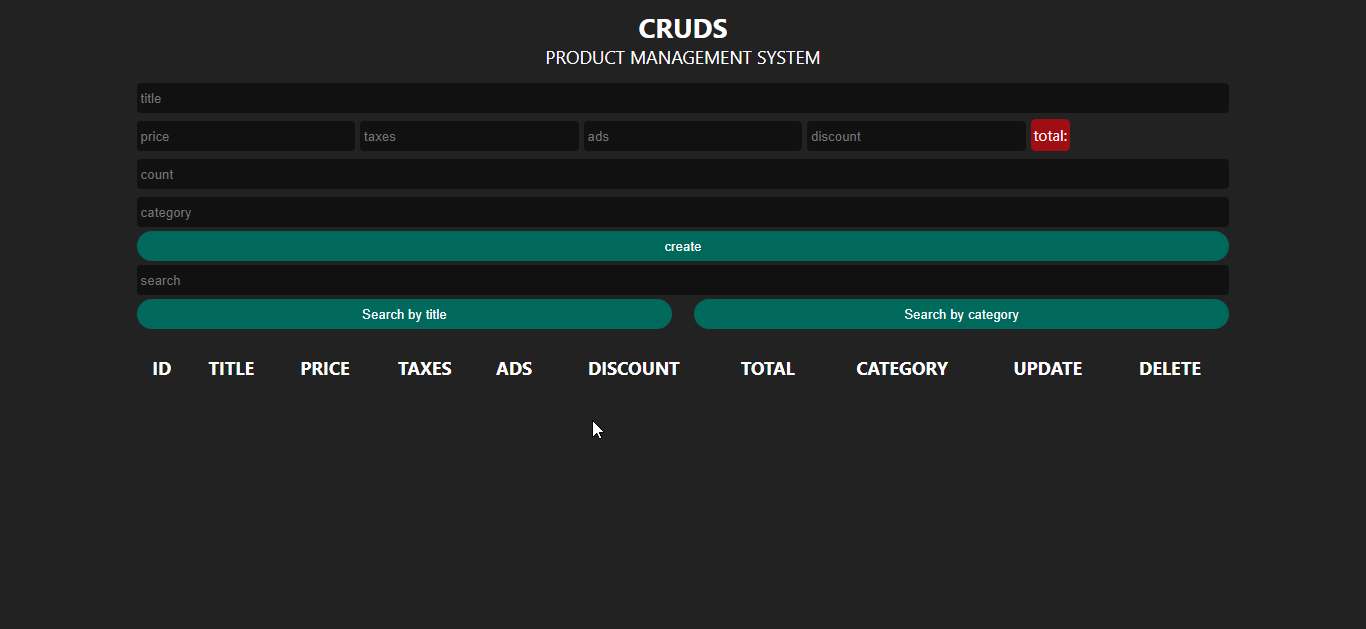 CRUDS
PRODUCT MANAGEMENT SYSTEM
title
price taxes ads discount total:
count
category
create
search
Search by title Search by category
ID TITLE PRICE TAXES ADS DISCOUNT TOTAL CATEGORY UPDATE DELETE